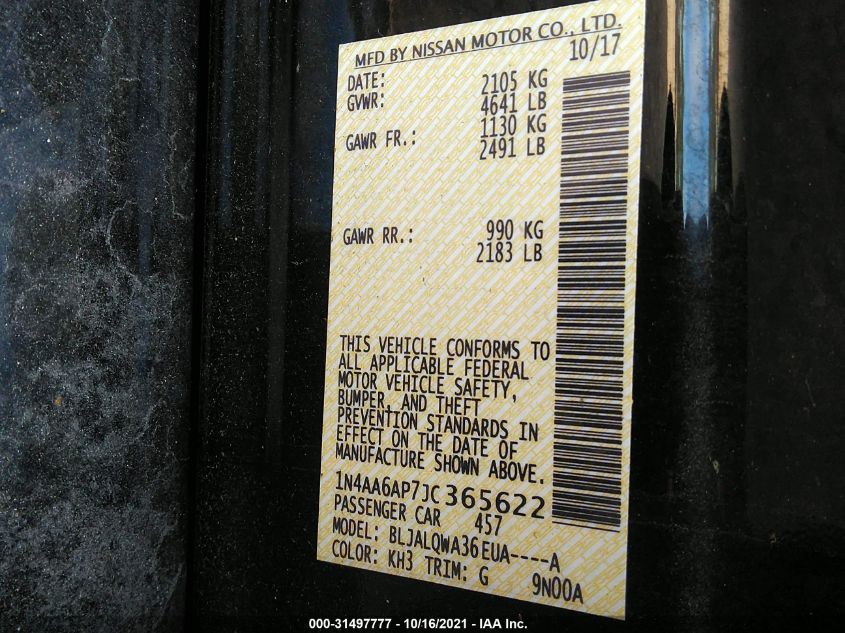 MFD BY NISSAN MOTOR CO., LTD.
DATE: 10/17
GVWR: 2105 KG
4641 LB
GAWR FR.: 1130 KG
2491 LB
GAWR RR.: 990 KG
2183 LB
THIS VEHICLE CONFORMS TO
ALL APPLICABLE FEDERAL
MOTOR VEHICLE SAFETY,
BUMPER, AND THEFT
PREVENTION STANDARDS IN
EFFECT ON THE DATE OF
MANUFACTURE SHOWN ABOVE.
1N4AA6AP7JC365622
PASSENGER CAR 457
MODEL: BLJALQWA36EUA----A
COLOR: KH3 TRIM: G 9N00A
000-31497777 - 10/16/2021 - IAA Inc.